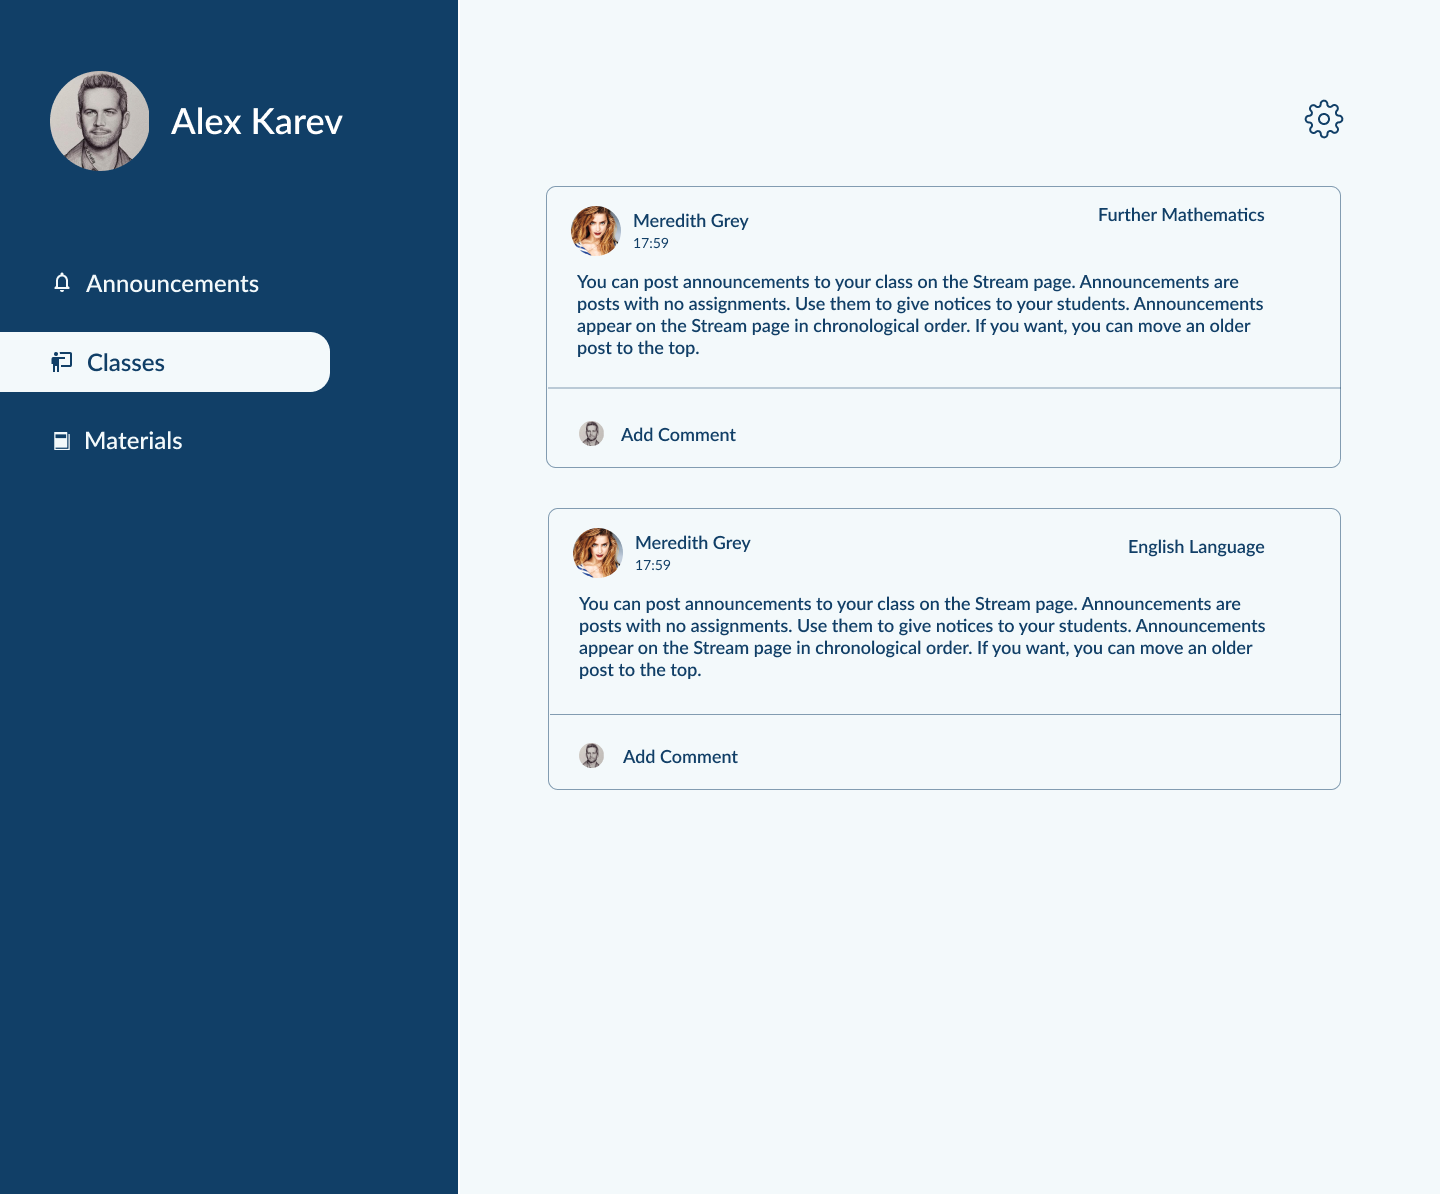 Alex Karev
Announcements
Classes
Materials
Meredith Grey
17:59
Further Mathematics
You can post announcements to your class on the Stream page. Announcements are
posts with no assignments. Use them to give notices to your students. Announcements
appear on the Stream page in chronological order. If you want, you can move an older
post to the top.
Add Comment
Meredith Grey
17:59
English Language
You can post announcements to your class on the Stream page. Announcements are
posts with no assignments. Use them to give notices to your students. Announcements
appear on the Stream page in chronological order. If you want, you can move an older
post to the top.
Add Comment